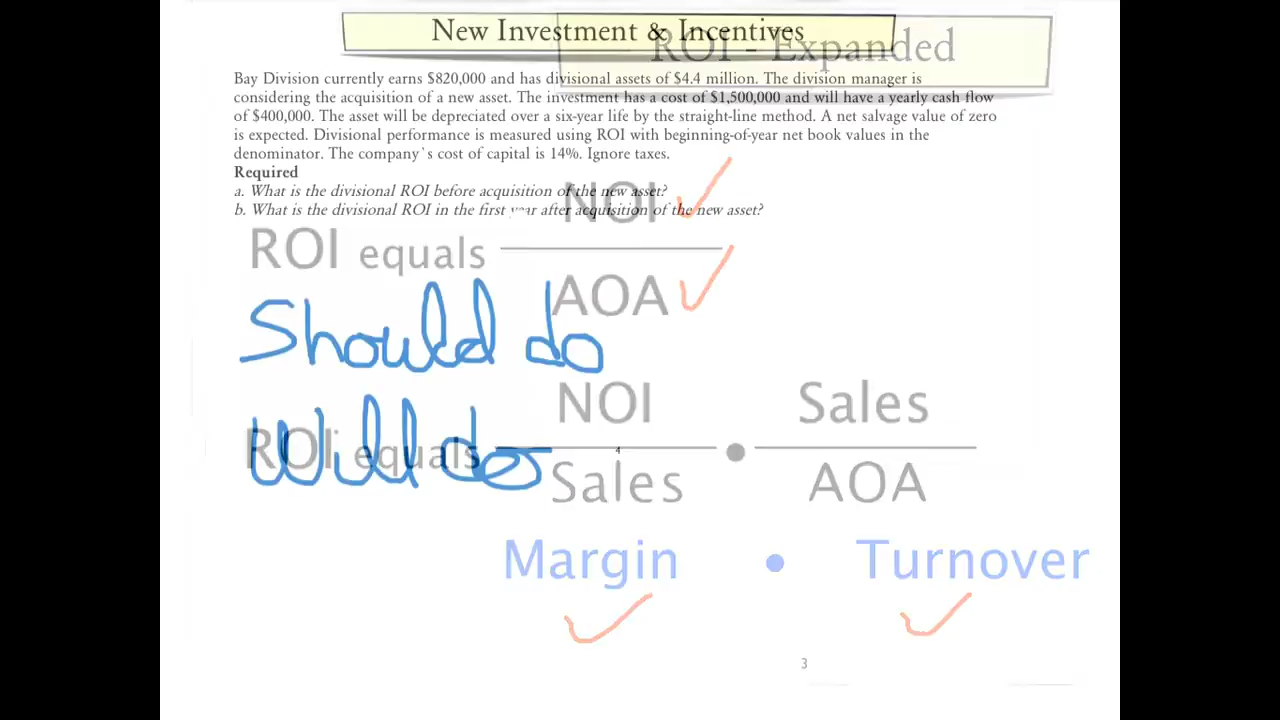 New Investment & Incentives
ROI - Expanded
Bay Division currently earns $820,000 and has divisional assets of $4.4 million. The division manager is
considering the acquisition of a new asset. The investment has a cost of $1,500,000 and will have a yearly cash flow
of $400,000. The asset will be depreciated over a six-year life by the straight-line method. A net salvage value of zero
is expected. Divisional performance is measured using ROI with beginning-of-year net book values in the
denominator. The company`s cost of capital is 14%. Ignore taxes.
Required
a. What is the divisional ROI before acquisition of the new asset?
b. What is the divisional ROI in the first year after acquisition of the new asset?
NOI
ROI equals
AOA
Should do
NOI Sales
ROI equals
Will do
4
Sales AOA
Margin • Turnover
3